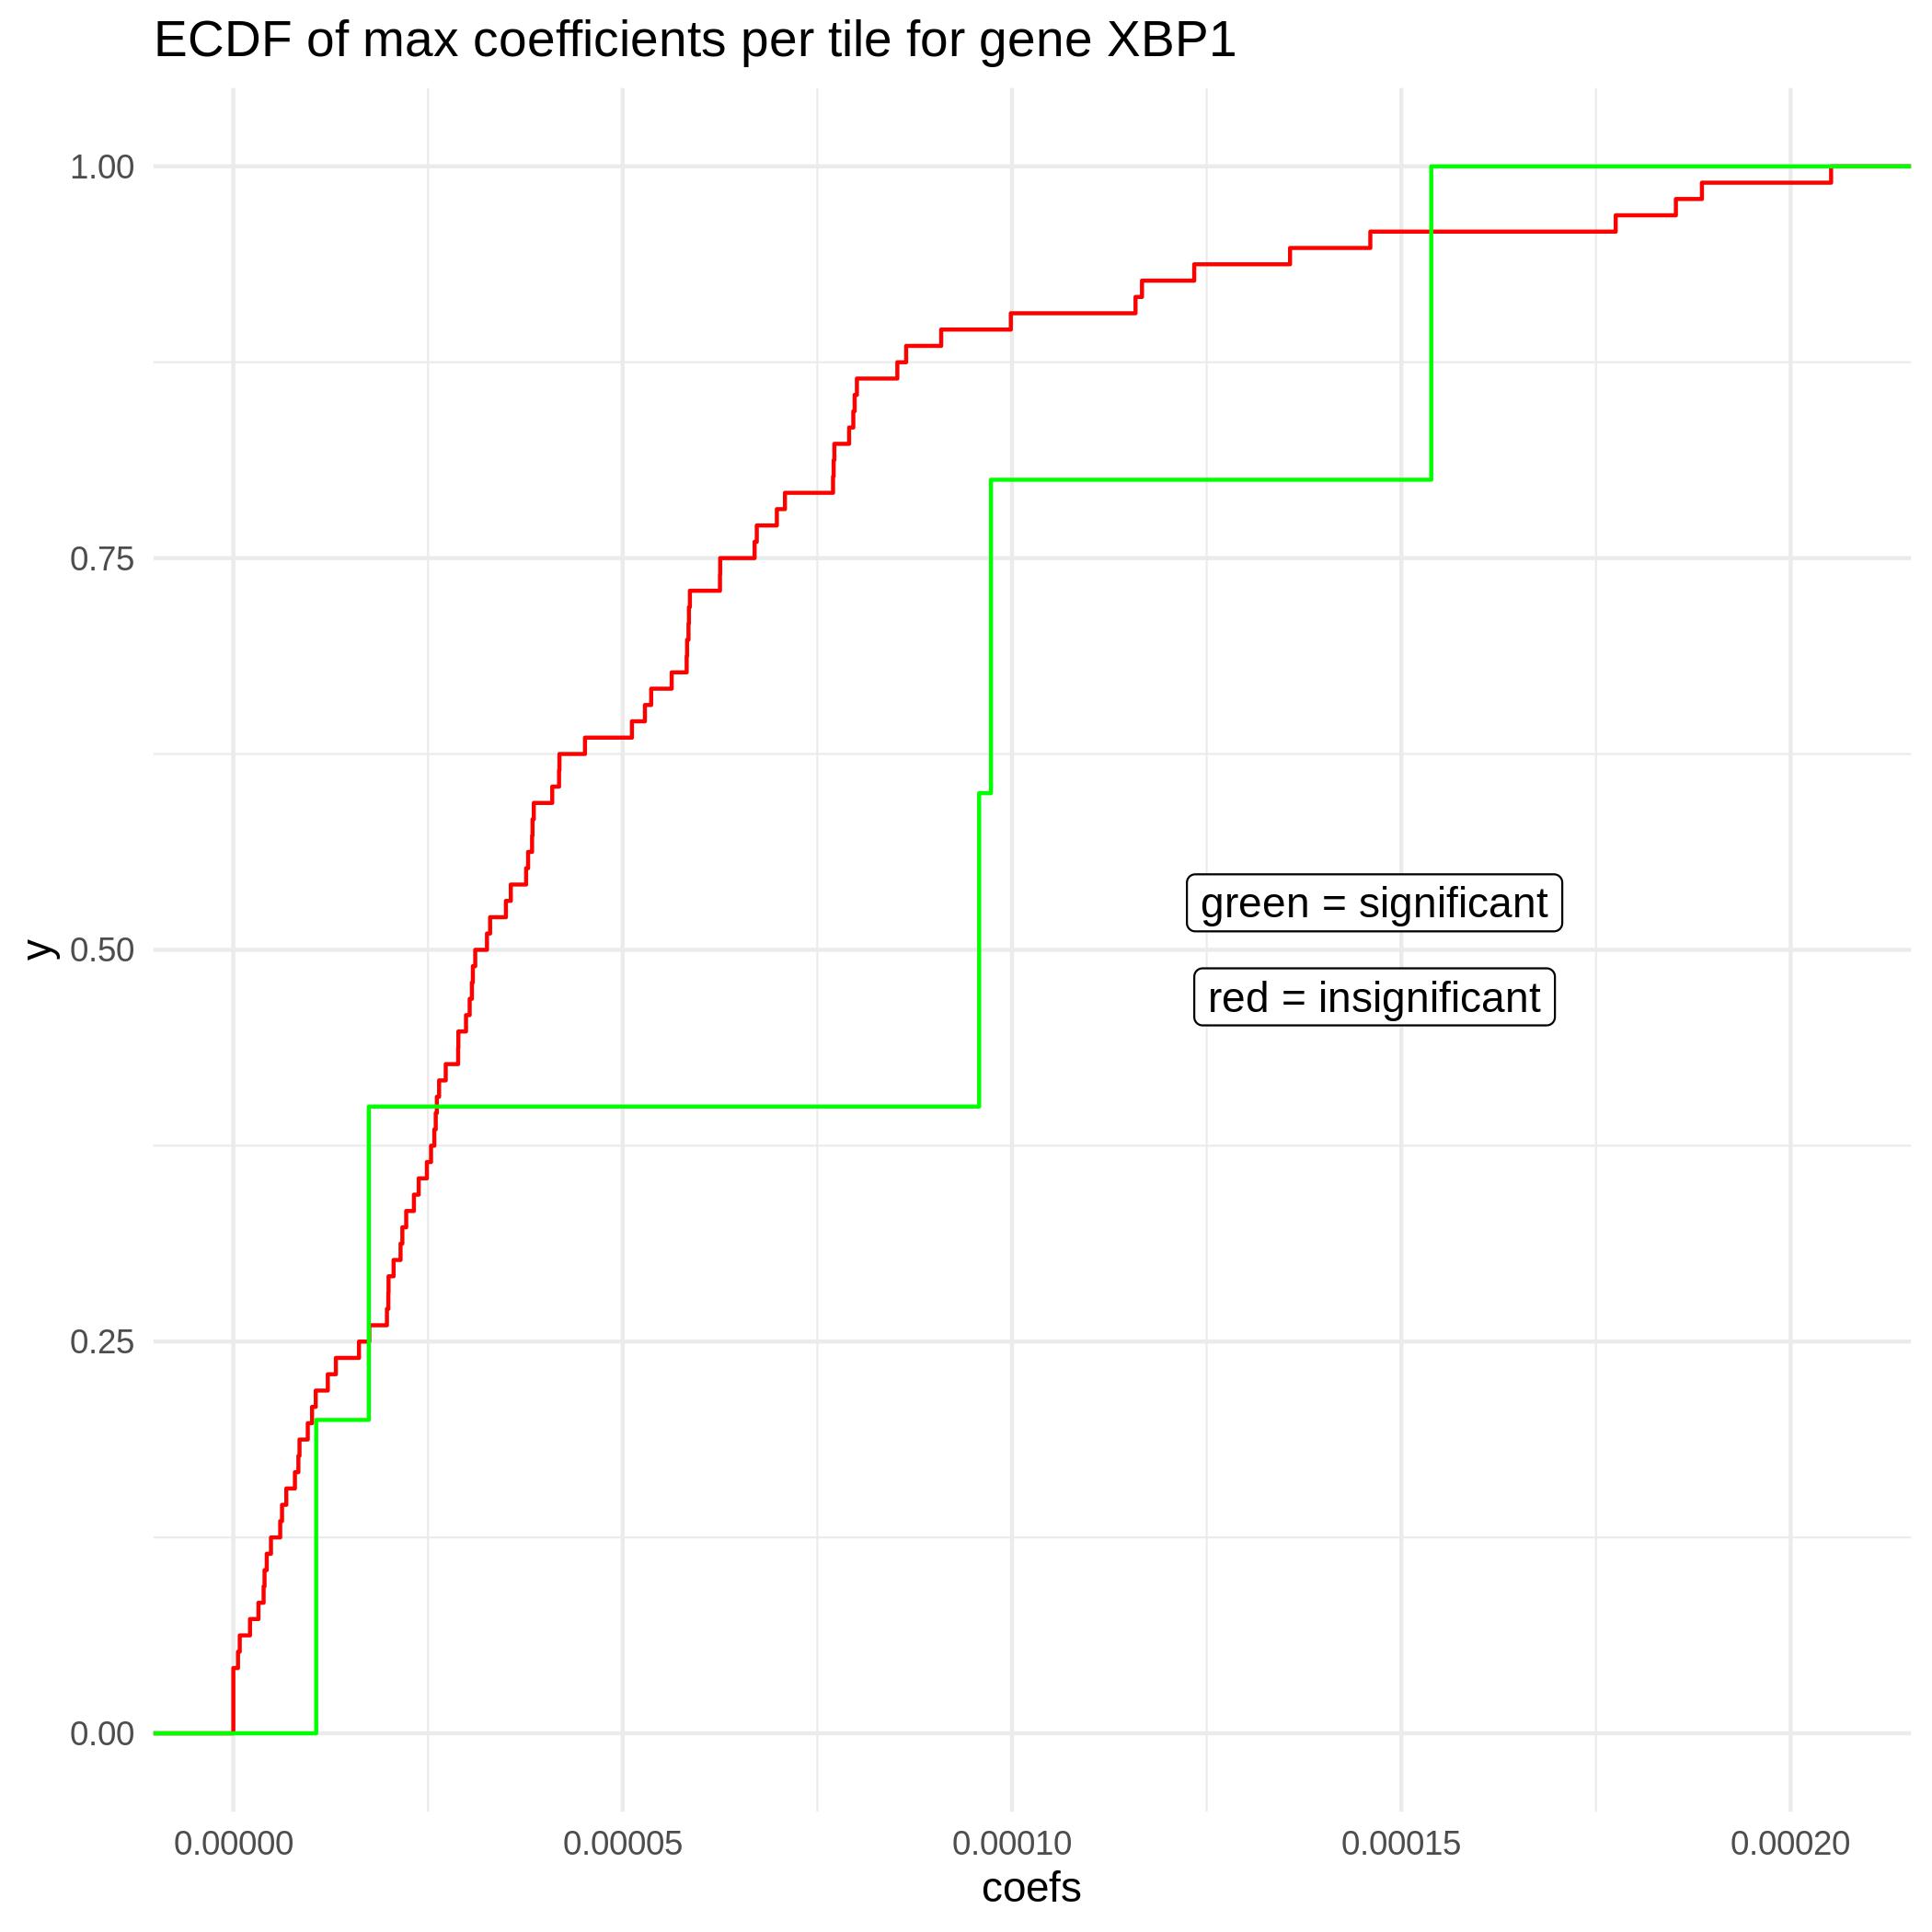 ECDF of max coefficients per tile for gene XBP1
1.00
0.75
0.50
0.25
0.00
y
green = significant
red = insignificant
0.00000 0.00005 0.00010 0.00015 0.00020
coefs